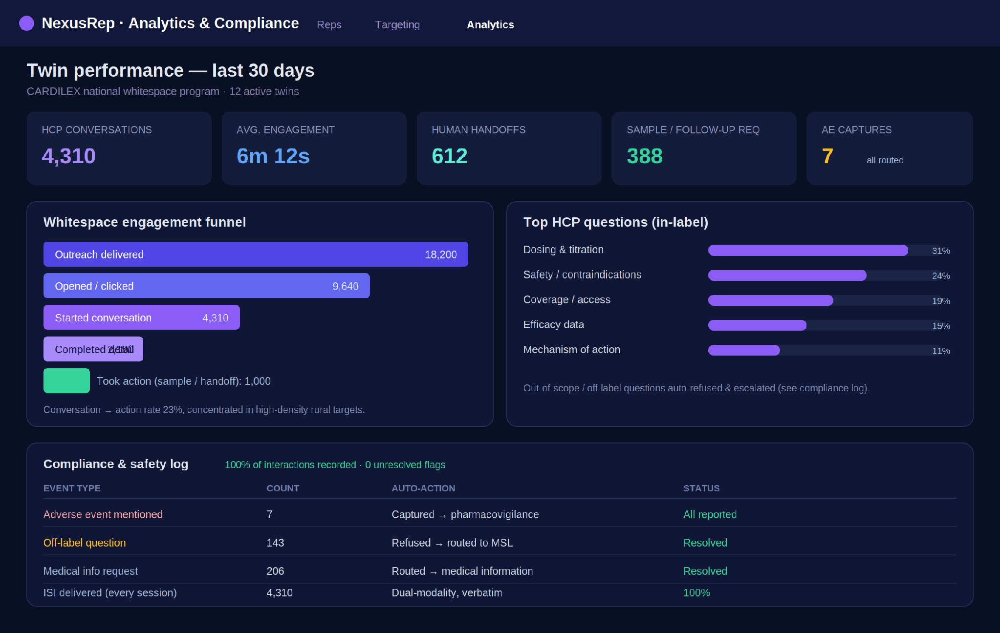 NexusRep · Analytics & Compliance Reps Targeting Analytics
Twin performance — last 30 days
CARDILEX national whitespace program · 12 active twins
HCP CONVERSATIONS
4,310
AVG. ENGAGEMENT
6m 12s
HUMAN HANDOFFS
612
SAMPLE / FOLLOW-UP REQ
388
AE CAPTURES
7 all routed
Whitespace engagement funnel
Outreach delivered 18,200
Opened / clicked 9,640
Started conversation 4,310
Completed detail 2,180
Took action (sample / handoff): 1,000
Conversation → action rate 23%, concentrated in high-density rural targets.
Top HCP questions (in-label)
Dosing & titration 31%
Safety / contraindications 24%
Coverage / access 19%
Efficacy data 15%
Mechanism of action 11%
Out-of-scope / off-label questions auto-refused & escalated (see compliance log).
Compliance & safety log 100% of interactions recorded · 0 unresolved flags
EVENT TYPE COUNT AUTO-ACTION STATUS
Adverse event mentioned 7 Captured → pharmacovigilance All reported
Off-label question 143 Refused → routed to MSL Resolved
Medical info request 206 Routed → medical information Resolved
ISI delivered (every session) 4,310 Dual-modality, verbatim 100%